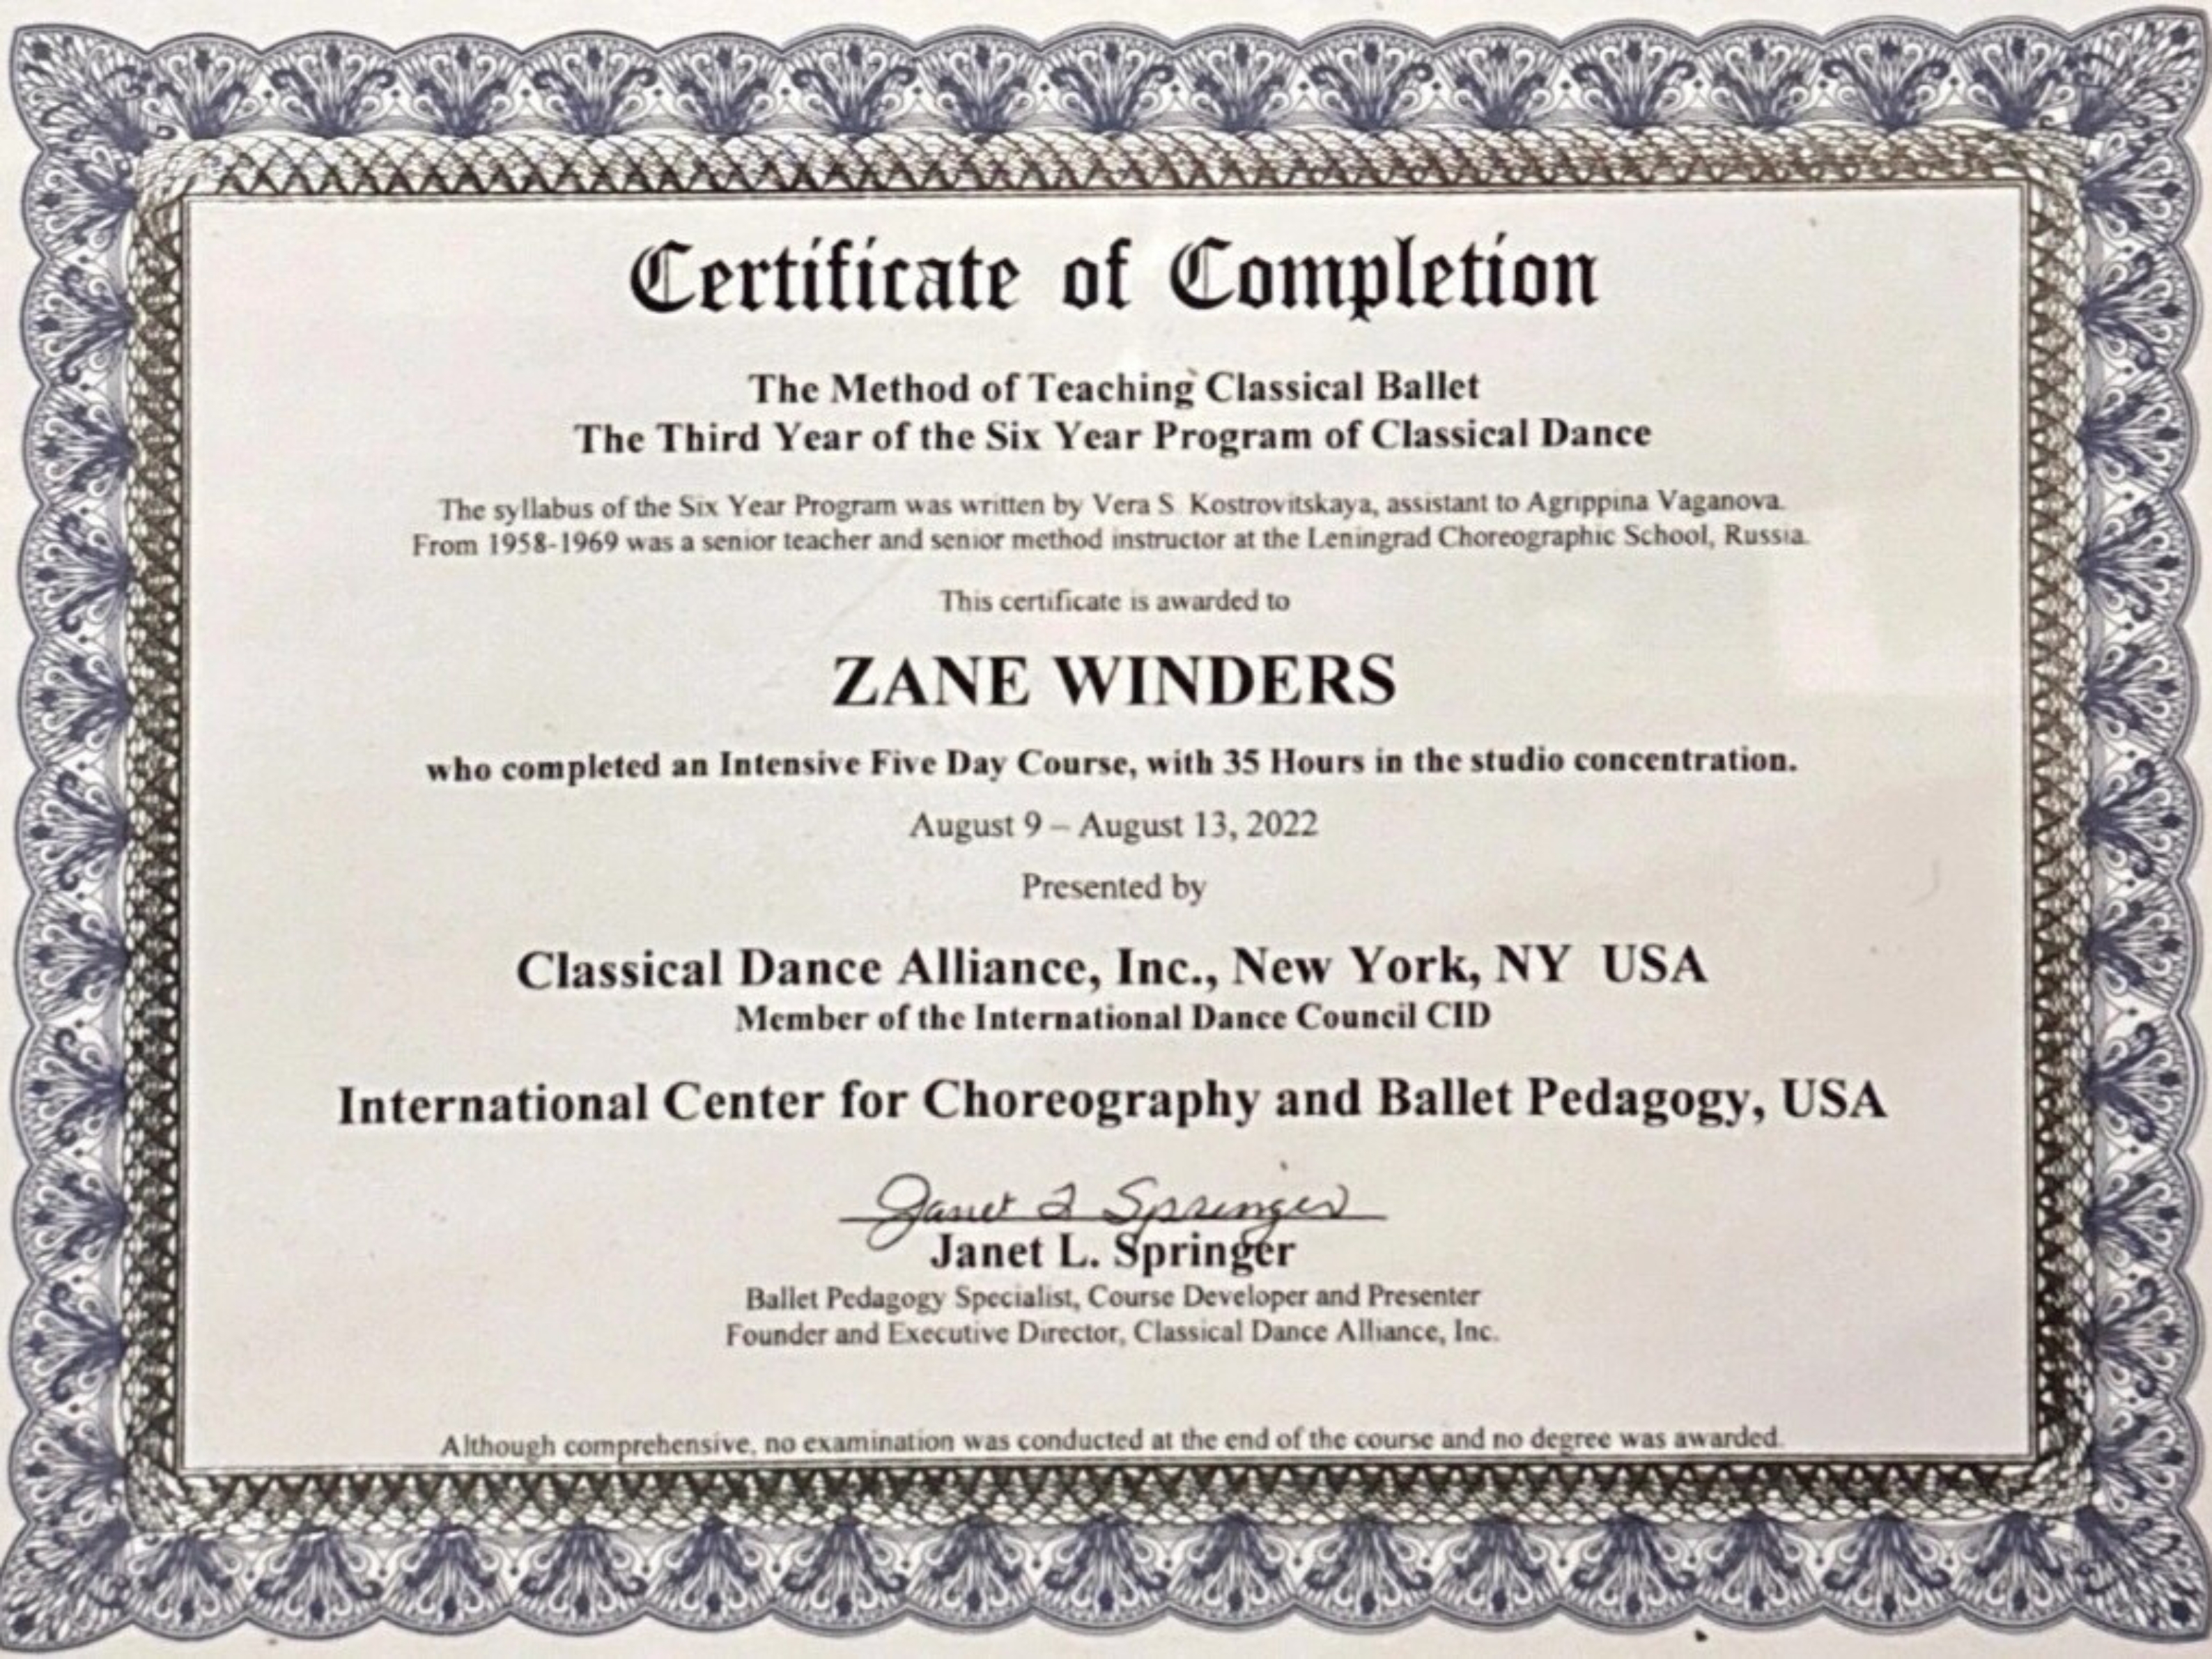 Certificate of Completion
The Method of Teaching Classical Ballet
The Third Year of the Six Year Program of Classical Dance
The syllabus of the Six Year Program was written by Vera S. Kostrovitskaya, assistant to Agrippina Vaganova.
From 1958-1969 was a senior teacher and senior method instructor at the Leningrad Choreographic School, Russia.
This certificate is awarded to
ZANE WINDERS
who completed an Intensive Five Day Course, with 35 Hours in the studio concentration.
August 9 – August 13, 2022
Presented by
Classical Dance Alliance, Inc., New York, NY USA
Member of the International Dance Council CID
International Center for Choreography and Ballet Pedagogy, USA
Janet L Springer
Janet L. Springer
Ballet Pedagogy Specialist, Course Developer and Presenter
Founder and Executive Director, Classical Dance Alliance, Inc.
Although comprehensive, no examination was conducted at the end of the course and no degree was awarded.